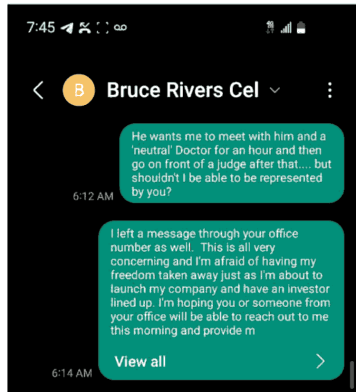 7:45
B Bruce Rivers Cel
He wants me to meet with him and a
'neutral' Doctor for an hour and then
go on front of a judge after that.... but
shouldn't I be able to be represented
by you?
6:12 AM
I left a message through your office
number as well. This is all very
concerning and I'm afraid of having my
freedom taken away just as I'm about to
launch my company and have an investor
lined up. I'm hoping you or someone from
your office will be able to reach out to me
this morning and provide m
View all
6:14 AM